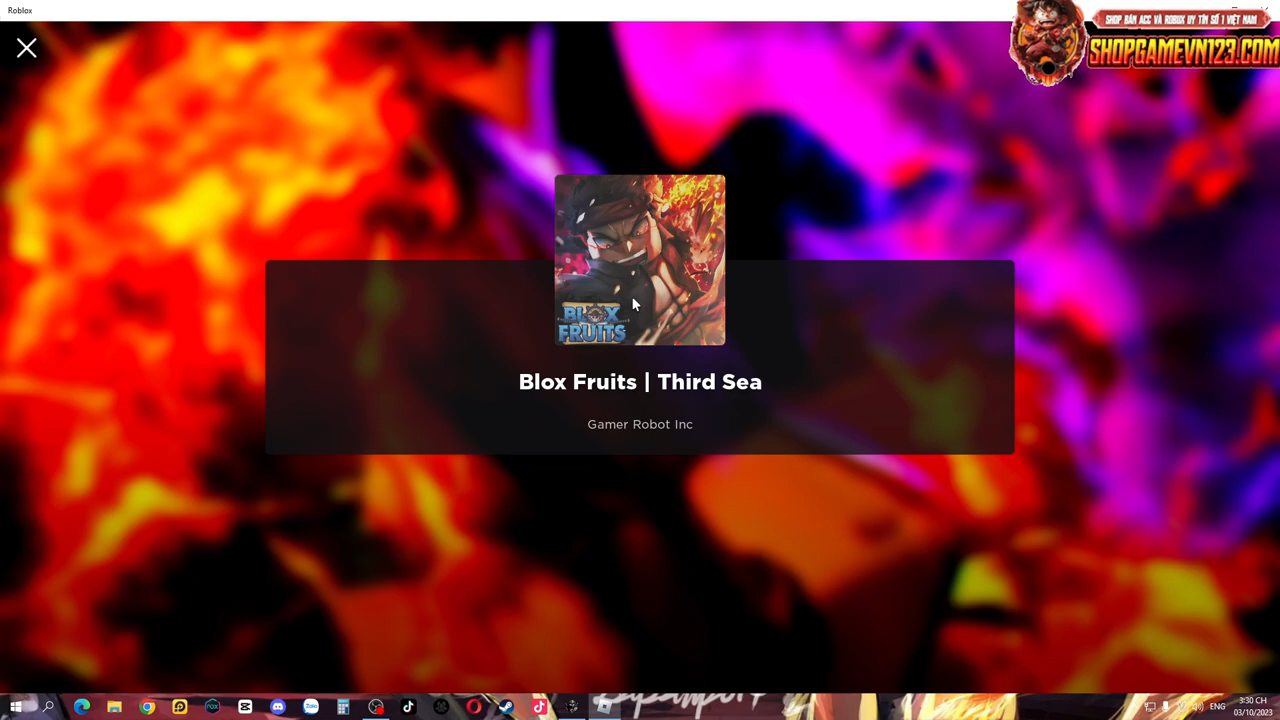 Roblox
SHOP BÁN ACC VÀ ROBUX UY TÍN SỐ 1 VIỆT NAM
SHOPGAMEVN123.COM
BLOX
FRUITS
Blox Fruits | Third Sea
Gamer Robot Inc
Zalo
ENG
3:30 CH
03/10/2023